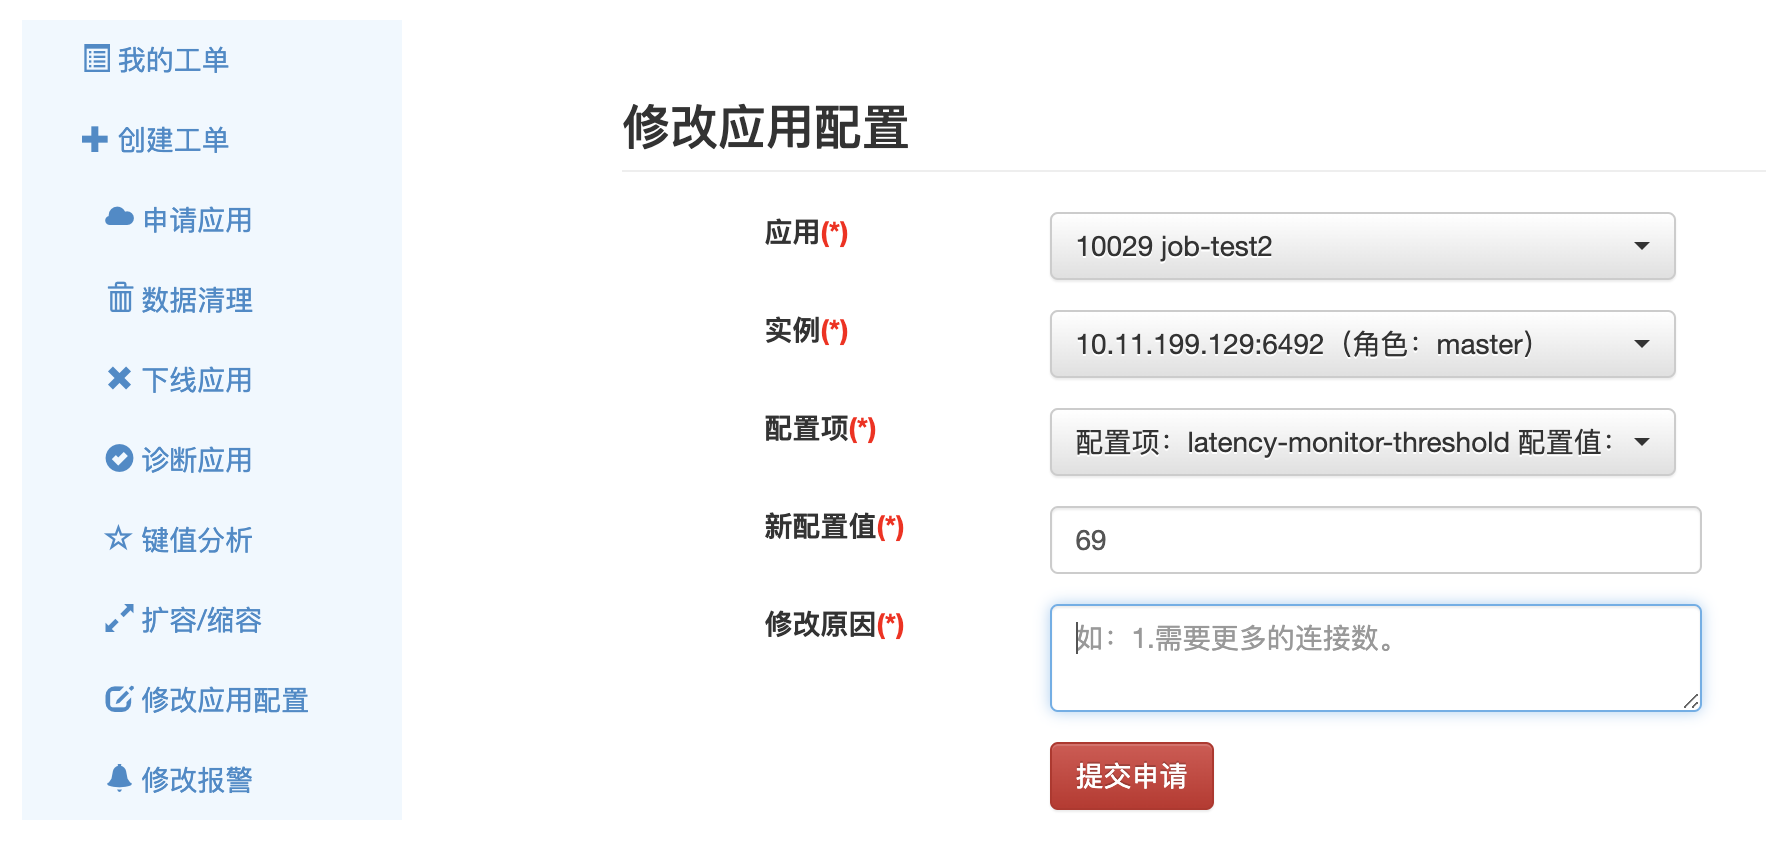 我的工单
创建工单
申请应用
数据清理
下线应用
诊断应用
键值分析
扩容/缩容
修改应用配置
修改报警
修改应用配置
应用(*)
10029 job-test2
实例(*)
10.11.199.129:6492（角色：master）
配置项(*)
配置项：latency-monitor-threshold 配置值：
新配置值(*)
69
修改原因(*)
如：1.需要更多的连接数。
提交申请